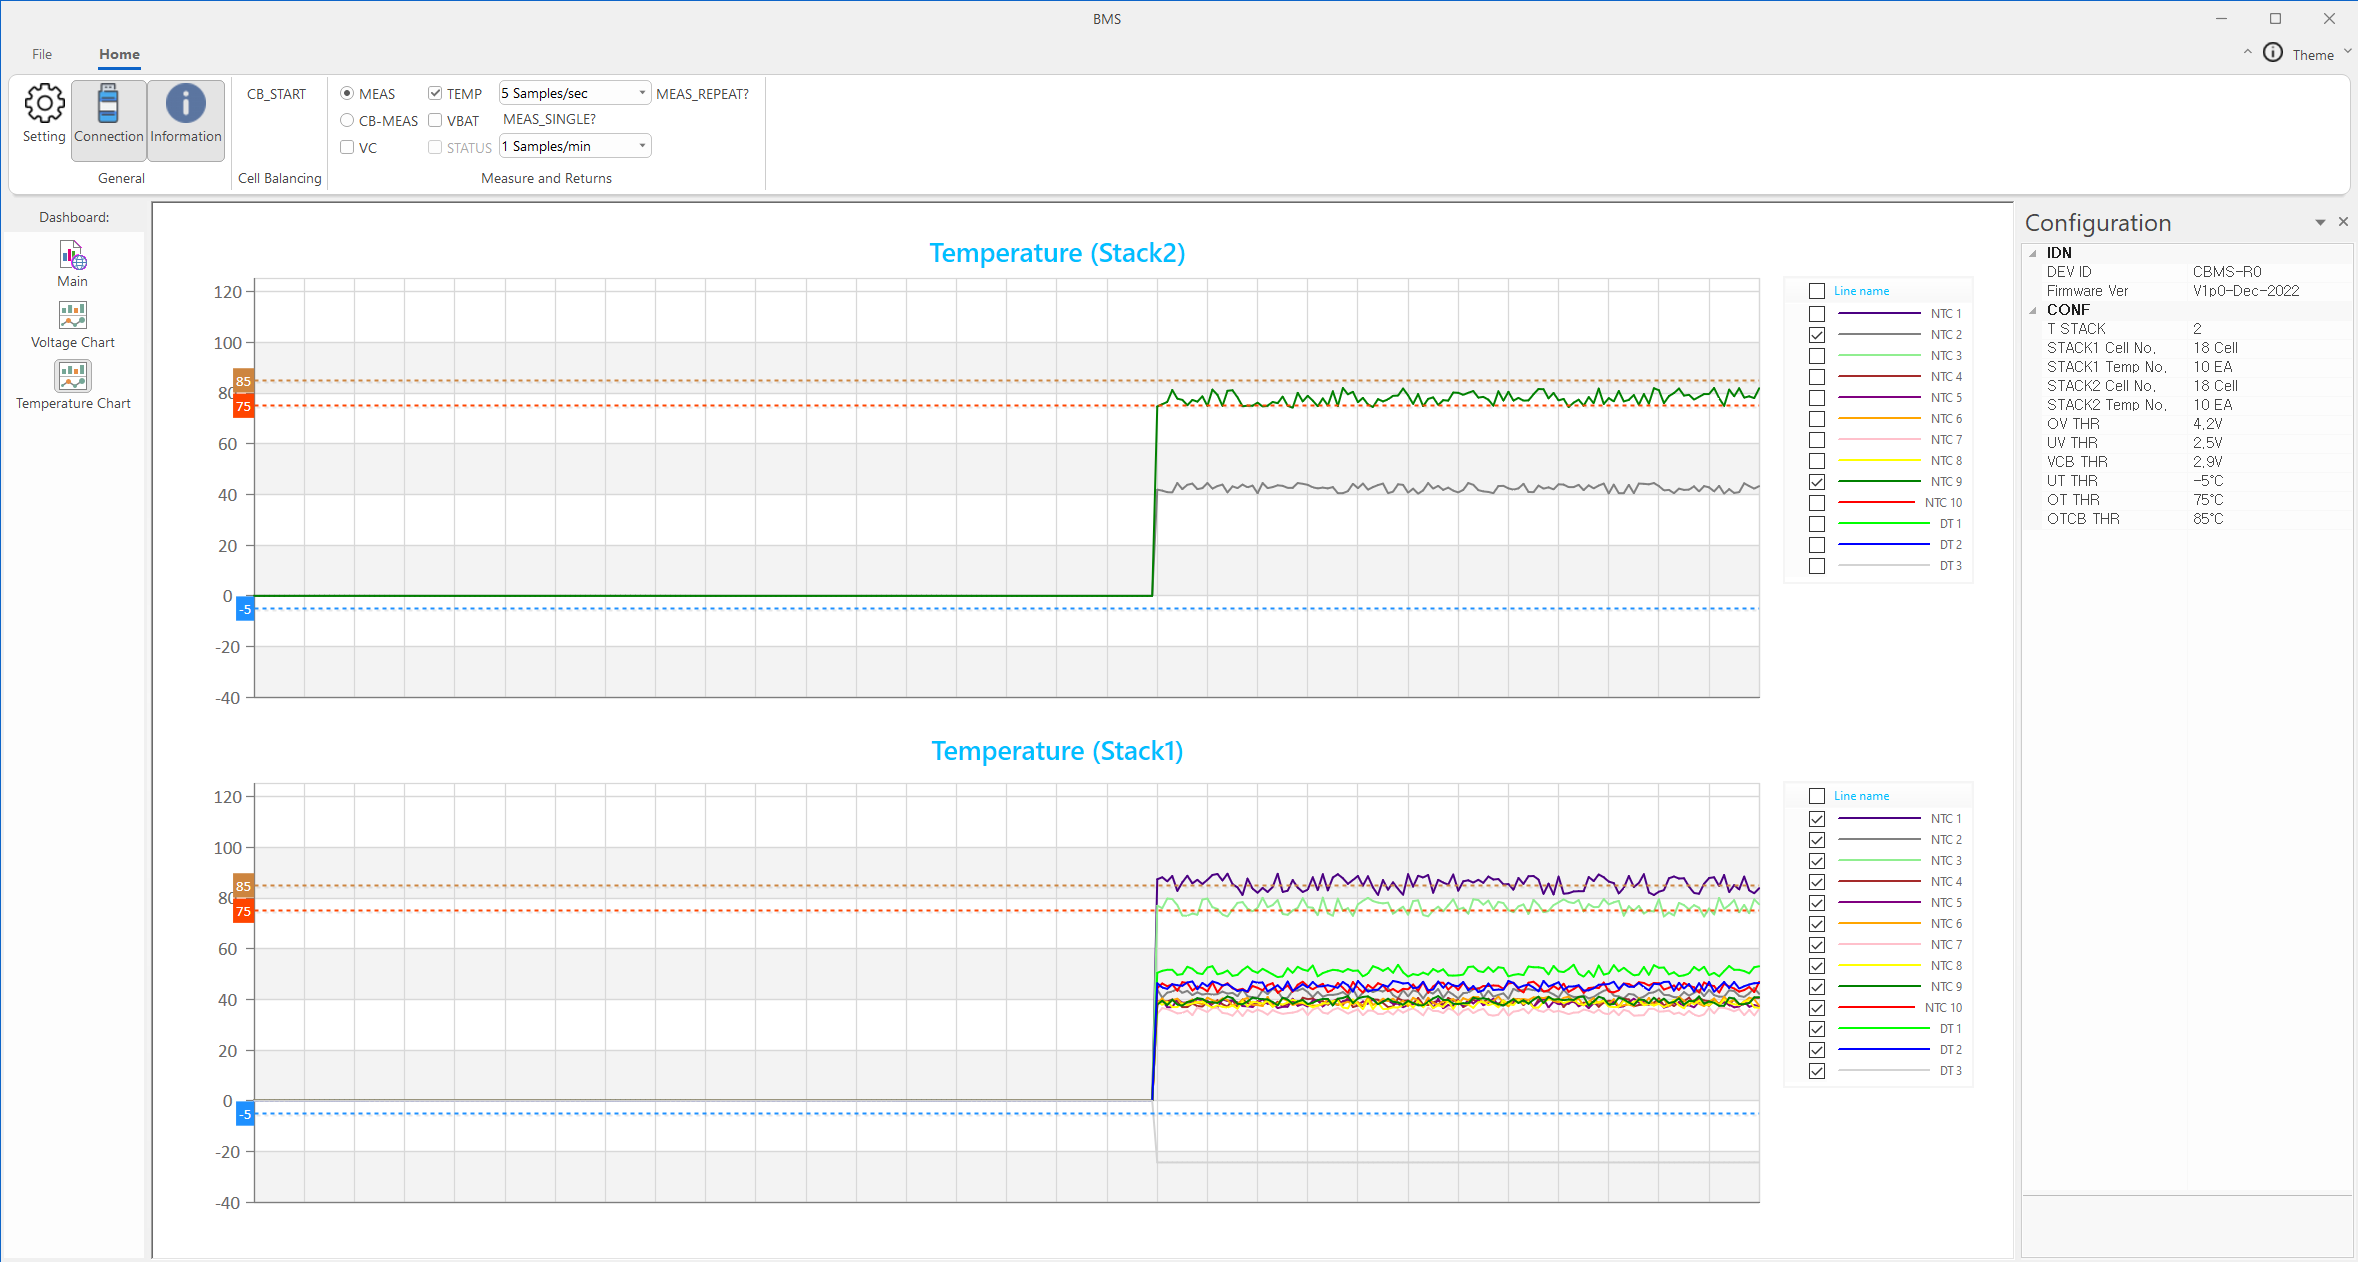 BMS
File
Home
Theme
Setting
Connection
Information
General
CB_START
Cell Balancing
MEAS
TEMP
5 Samples/sec
MEAS_REPEAT?
CB-MEAS
VBAT
MEAS_SINGLE?
VC
STATUS
1 Samples/min
Measure and Returns
Dashboard:
Main
Voltage Chart
Temperature Chart
Temperature (Stack2)
120
100
85
80
75
60
40
20
0
-5
-20
-40
Line name
NTC 1
NTC 2
NTC 3
NTC 4
NTC 5
NTC 6
NTC 7
NTC 8
NTC 9
NTC 10
DT 1
DT 2
DT 3
Temperature (Stack1)
120
100
85
80
75
60
40
20
0
-5
-20
-40
Line name
NTC 1
NTC 2
NTC 3
NTC 4
NTC 5
NTC 6
NTC 7
NTC 8
NTC 9
NTC 10
DT 1
DT 2
DT 3
Configuration
IDN
DEV ID CBMS-R0
Firmware Ver V1p0-Dec-2022
CONF
T STACK 2
STACK1 Cell No. 18 Cell
STACK1 Temp No. 10 EA
STACK2 Cell No. 18 Cell
STACK2 Temp No. 10 EA
OV THR 4.2V
UV THR 2.5V
VCB THR 2.9V
UT THR -5°C
OT THR 75°C
OTCB THR 85°C